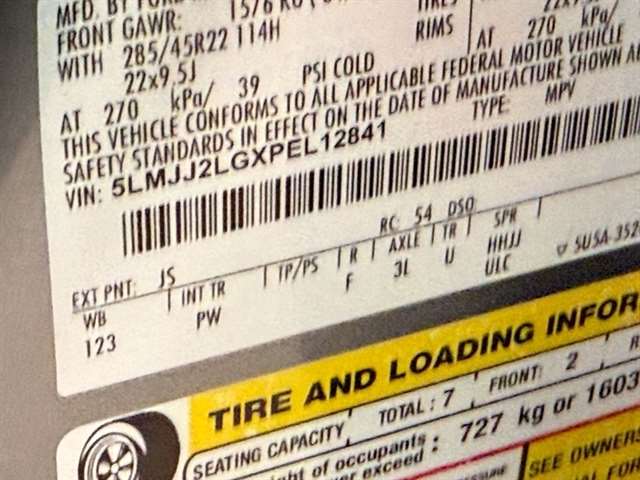 MFD. BY FORD
FRONT GAWR:
WITH 285/45R22 114H RIMS
22x9.5J
AT 270 kPa/ 39 PSI COLD
AT 270 kPa/
THIS VEHICLE CONFORMS TO ALL APPLICABLE FEDERAL MOTOR VEHICLE
SAFETY STANDARDS IN EFFECT ON THE DATE OF MANUFACTURE SHOWN
VIN: 5LMJJ2LGXPEL12841 TYPE: MPV
EXT PNT: JS RC: 54 DSO:
WB INT TR TP/PS R AXLE TR SPR
123 PW F 3L U HHJJ
ULC
TIRE AND LOADING INFOR
SEATING CAPACITY TOTAL: 7 FRONT: 2
of occupants 727 kg or 1603
exceed:
SEE OWNER